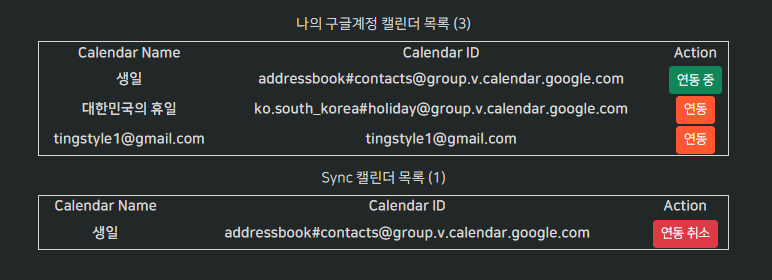 나의 구글계정 캘린더 목록 (3)
Calendar Name Calendar ID Action
생일 addressbook#contacts@group.v.calendar.google.com 연동 중
대한민국의 휴일 ko.south_korea#holiday@group.v.calendar.google.com 연동
tingstyle1@gmail.com tingstyle1@gmail.com 연동
Sync 캘린더 목록 (1)
Calendar Name Calendar ID Action
생일 addressbook#contacts@group.v.calendar.google.com 연동 취소